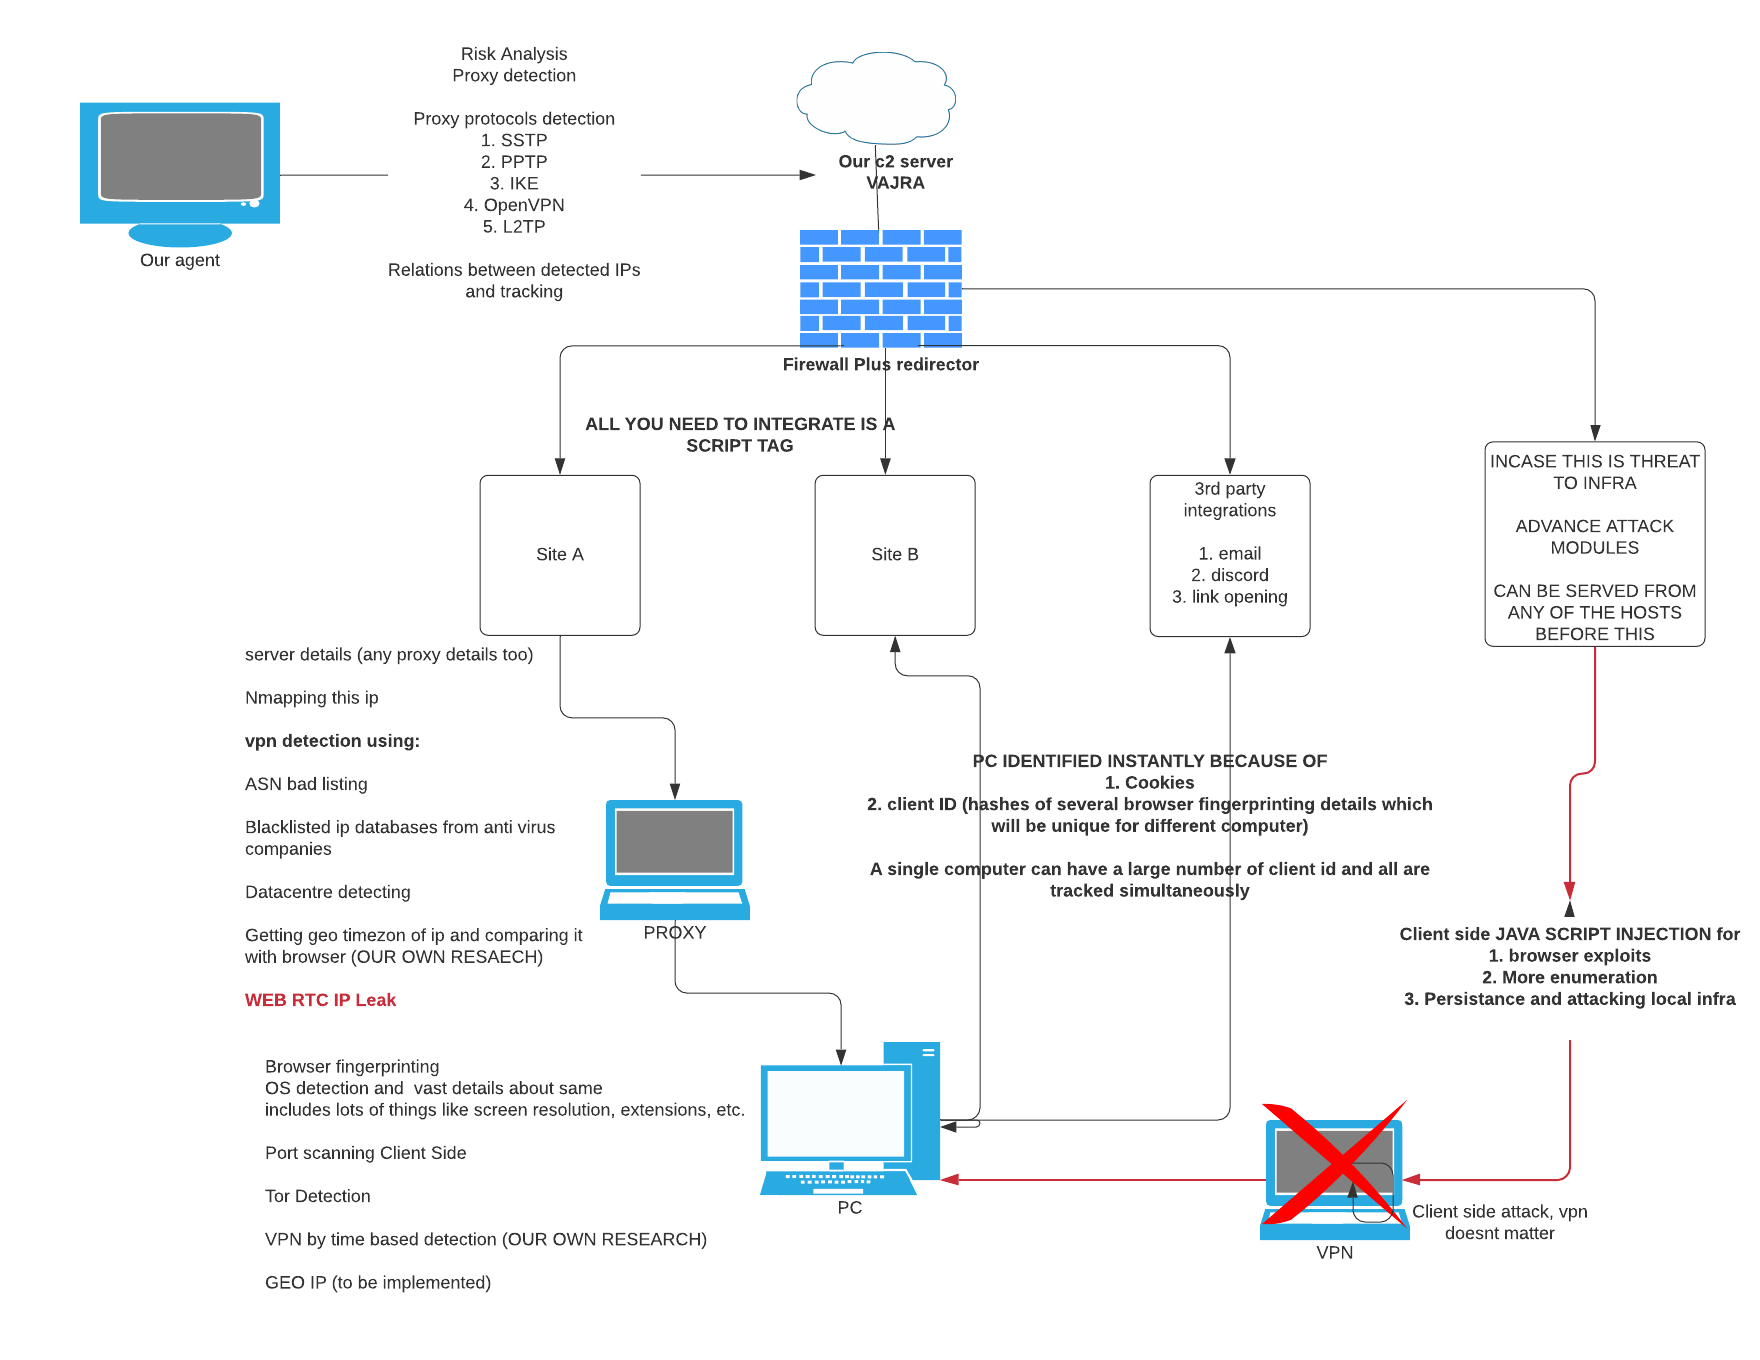 Risk Analysis
Proxy detection
Proxy protocols detection
1. SSTP
2. PPTP
3. IKE
4. OpenVPN
5. L2TP
Relations between detected IPs
and tracking
Our agent
Our c2 server
VAJRA
Firewall Plus redirector
ALL YOU NEED TO INTEGRATE IS A
SCRIPT TAG
Site A
Site B
3rd party
integrations
1. email
2. discord
3. link opening
INCASE THIS IS THREAT
TO INFRA
ADVANCE ATTACK
MODULES
CAN BE SERVED FROM
ANY OF THE HOSTS
BEFORE THIS
server details (any proxy details too)
Nmapping this ip
vpn detection using:
ASN bad listing
Blacklisted ip databases from anti virus
companies
Datacentre detecting
Getting geo timezon of ip and comparing it
with browser (OUR OWN RESAECH)
WEB RTC IP Leak
PROXY
PC IDENTIFIED INSTANTLY BECAUSE OF
1. Cookies
2. client ID (hashes of several browser fingerprinting details which
will be unique for different computer)
A single computer can have a large number of client id and all are
tracked simultaneously
Client side JAVA SCRIPT INJECTION for
1. browser exploits
2. More enumeration
3. Persistance and attacking local infra
Browser fingerprinting
OS detection and  vast details about same
includes lots of things like screen resolution, extensions, etc.
Port scanning Client Side
Tor Detection
VPN by time based detection (OUR OWN RESEARCH)
GEO IP (to be implemented)
PC
VPN
Client side attack, vpn
doesnt matter